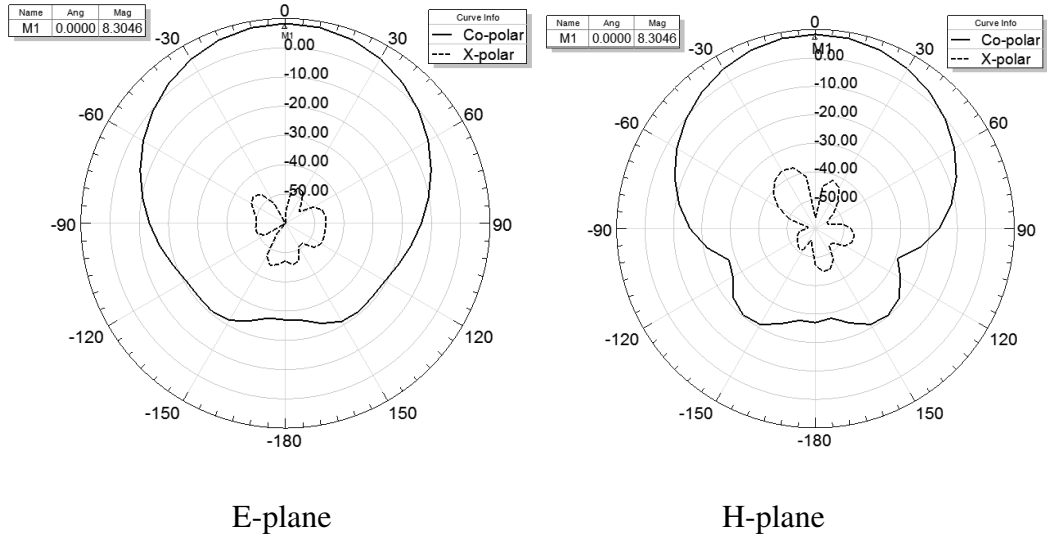 Name Ang Mag
M1 0.0000 8.3046
Curve Info
Co-polar
X-polar
0
M1
-30 30
0.00
-10.00
-20.00
-60 60
-30.00
-40.00
-50.00
-90 90
-120 120
-150 150
-180
E-plane
Name Ang Mag
M1 0.0000 8.3046
Curve Info
Co-polar
X-polar
0
M1
-30 30
0.00
-10.00
-20.00
-60 60
-30.00
-40.00
-50.00
-90 90
-120 120
-150 150
-180
H-plane